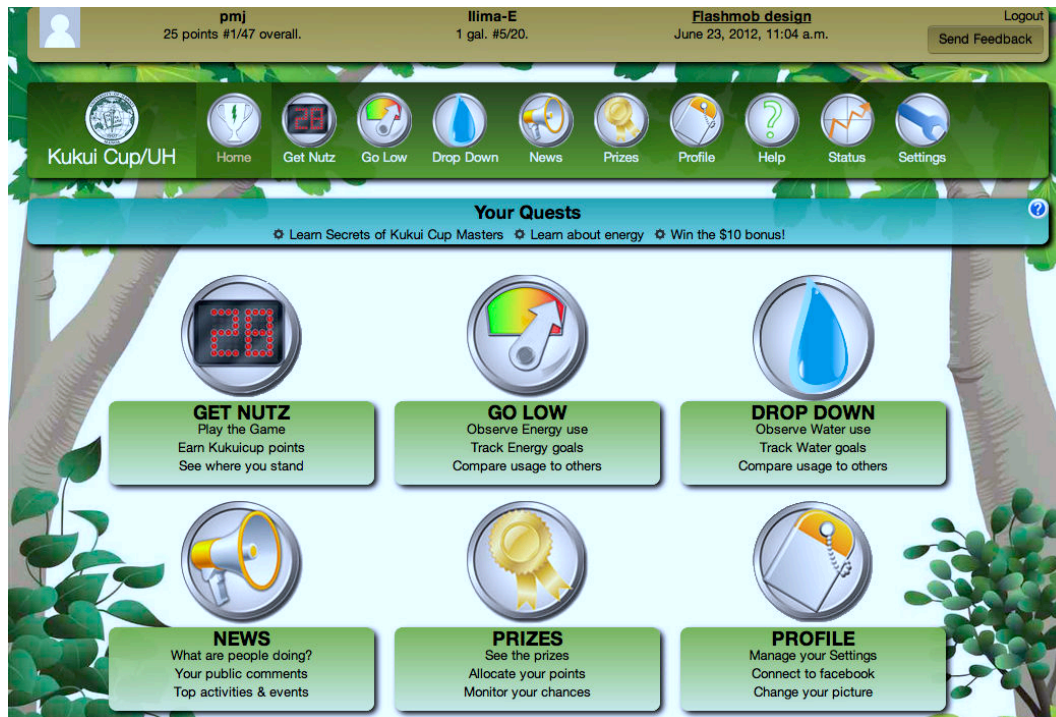 pmj
25 points #1/47 overall.
Ilima-E
1 gal. #5/20.
Flashmob design
June 23, 2012, 11:04 a.m.
Logout
Send Feedback
Kukui Cup/UH
Home
28
Get Nutz
Go Low
Drop Down
News
Prizes
Profile
?
Help
Status
Settings
Your Quests
?
Learn Secrets of Kukui Cup Masters Learn about energy Win the $10 bonus!
28
GET NUTZ
Play the Game
Earn Kukuicup points
See where you stand
GO LOW
Observe Energy use
Track Energy goals
Compare usage to others
DROP DOWN
Observe Water use
Track Water goals
Compare usage to others
NEWS
What are people doing?
Your public comments
Top activities & events
PRIZES
See the prizes
Allocate your points
Monitor your chances
PROFILE
Manage your Settings
Connect to facebook
Change your picture